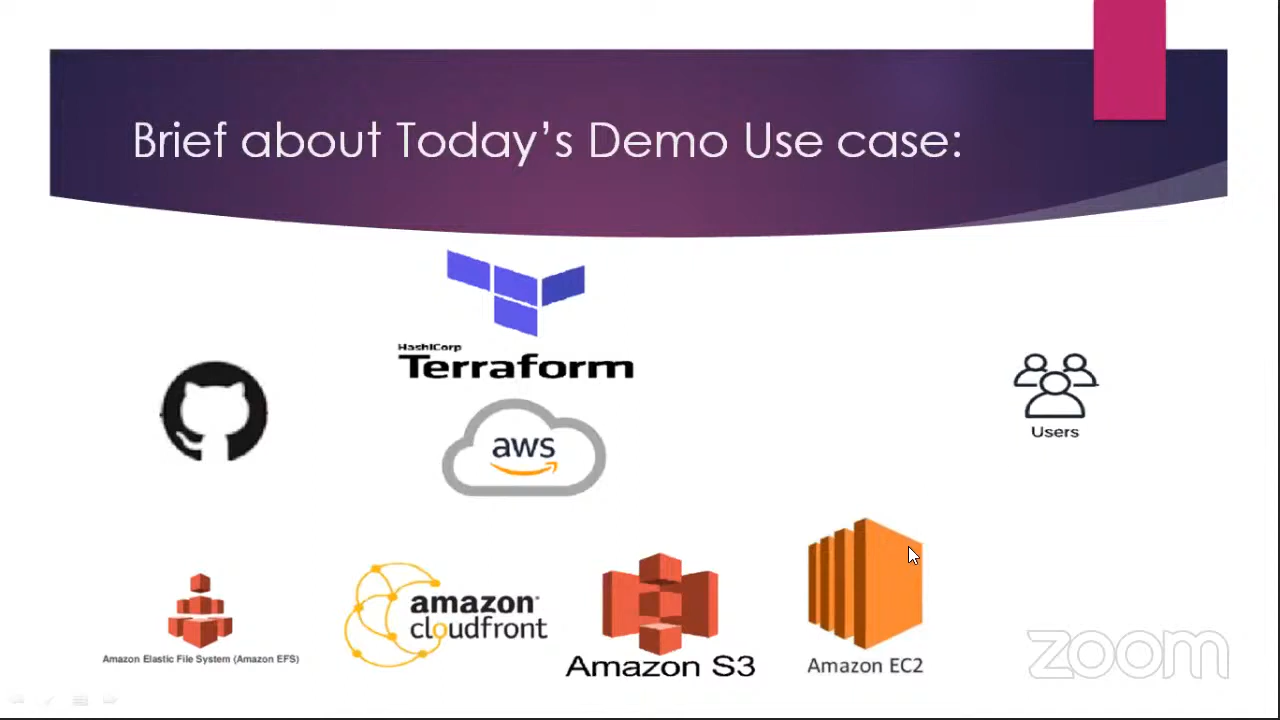 Brief about Today's Demo Use case:
HashiCorp
Terraform
aws
Users
amazon
cloudfront
Amazon Elastic File System (Amazon EFS)
Amazon S3
Amazon EC2
zoom